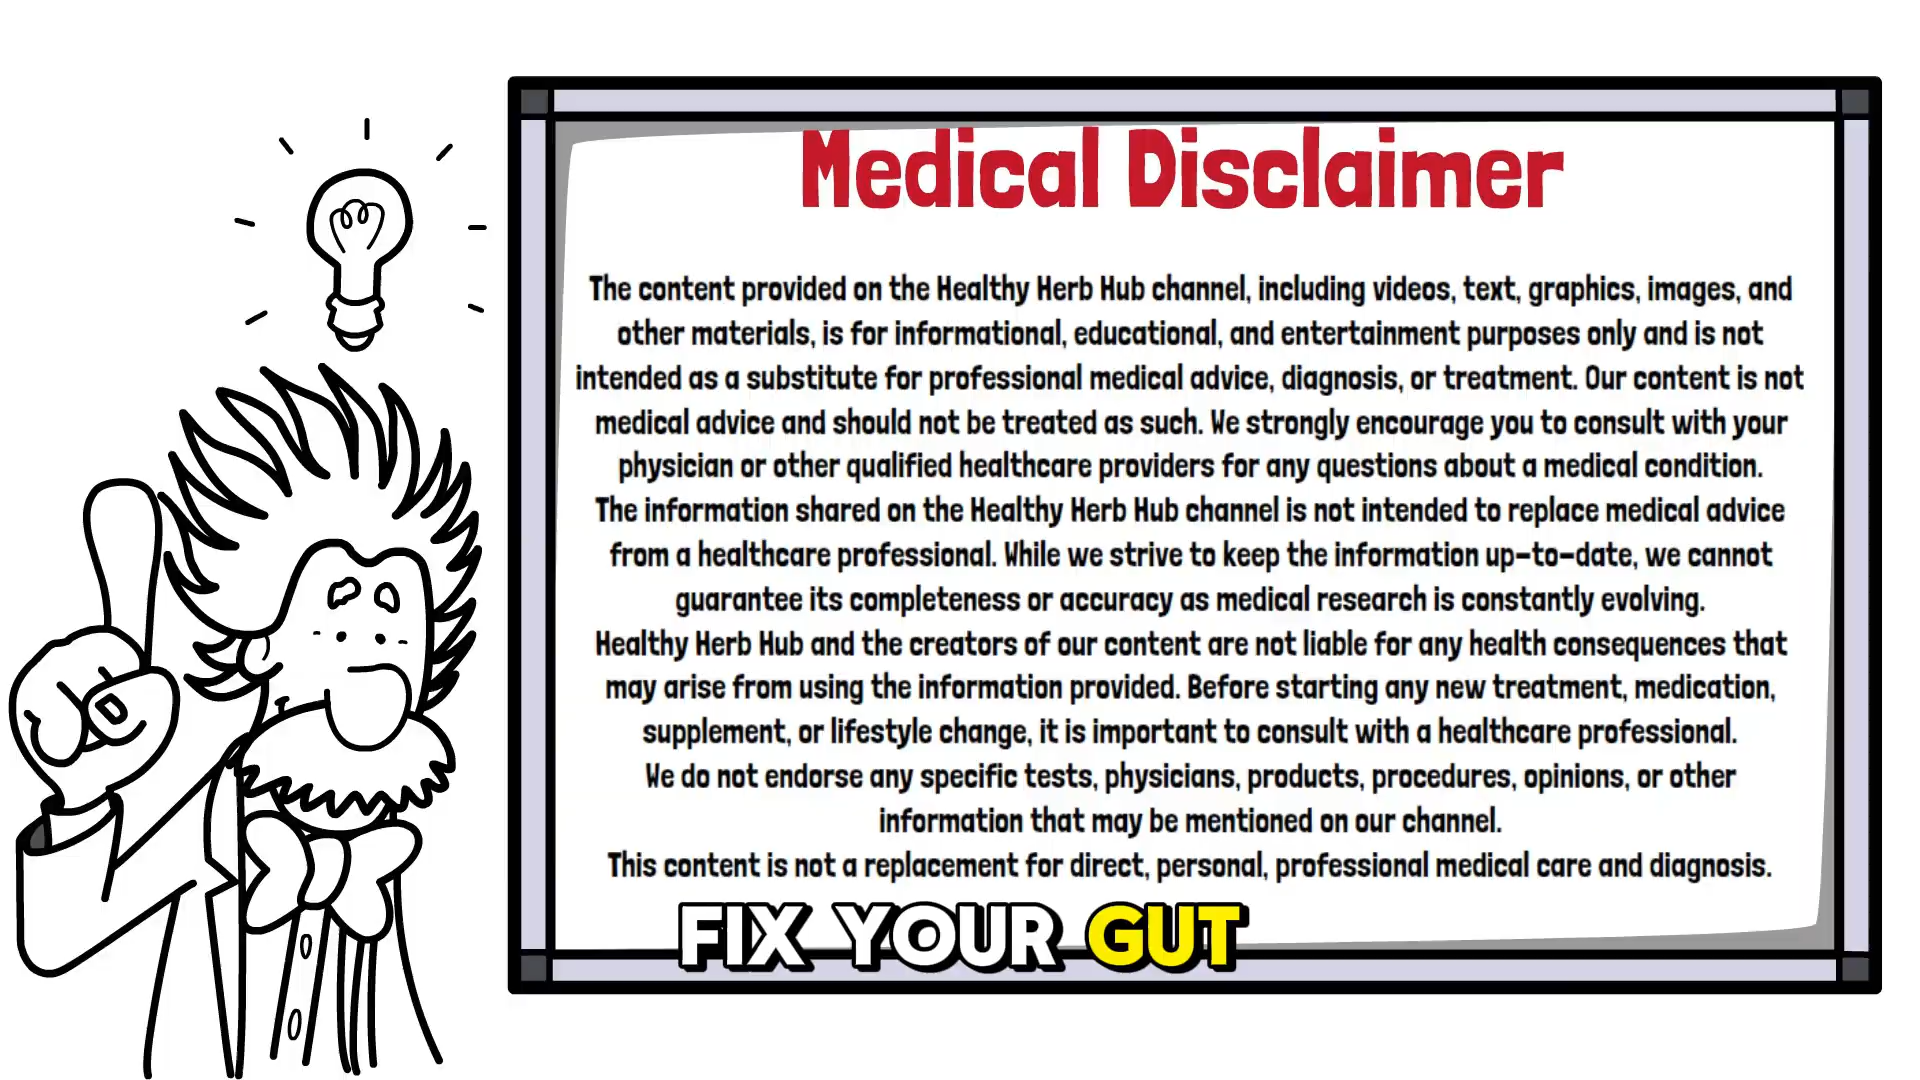 Medical Disclaimer
The content provided on the Healthy Herb Hub channel, including videos, text, graphics, images, and
other materials, is for informational, educational, and entertainment purposes only and is not
intended as a substitute for professional medical advice, diagnosis, or treatment. Our content is not
medical advice and should not be treated as such. We strongly encourage you to consult with your
physician or other qualified healthcare providers for any questions about a medical condition.
The information shared on the Healthy Herb Hub channel is not intended to replace medical advice
from a healthcare professional. While we strive to keep the information up-to-date, we cannot
guarantee its completeness or accuracy as medical research is constantly evolving.
Healthy Herb Hub and the creators of our content are not liable for any health consequences that
may arise from using the information provided. Before starting any new treatment, medication,
supplement, or lifestyle change, it is important to consult with a healthcare professional.
We do not endorse any specific tests, physicians, products, procedures, opinions, or other
information that may be mentioned on our channel.
This content is not a replacement for direct, personal, professional medical care and diagnosis.
FIX YOUR GUT